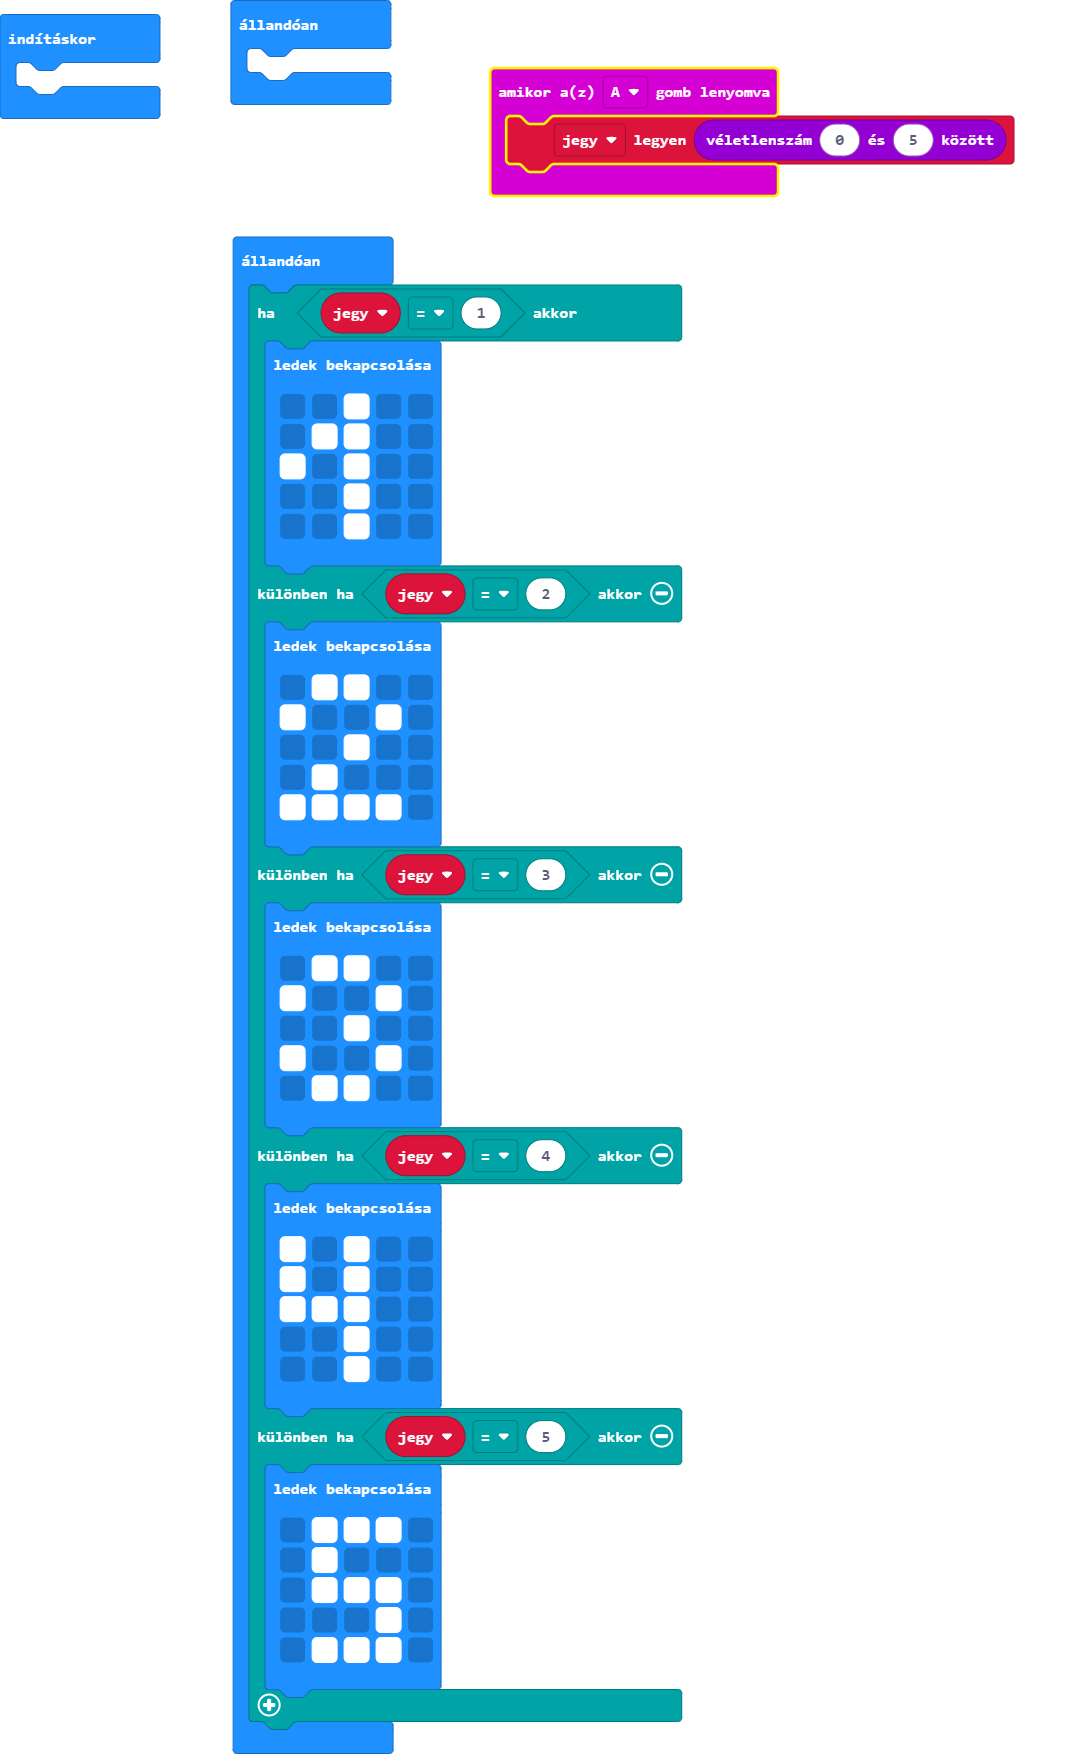 indításkor
állandóan
amikor a(z) A gomb lenyomva
jegy legyen véletlenszám 0 és 5 között
állandóan
ha jegy = 1 akkor
ledek bekapcsolása
különben ha jegy = 2 akkor
ledek bekapcsolása
különben ha jegy = 3 akkor
ledek bekapcsolása
különben ha jegy = 4 akkor
ledek bekapcsolása
különben ha jegy = 5 akkor
ledek bekapcsolása